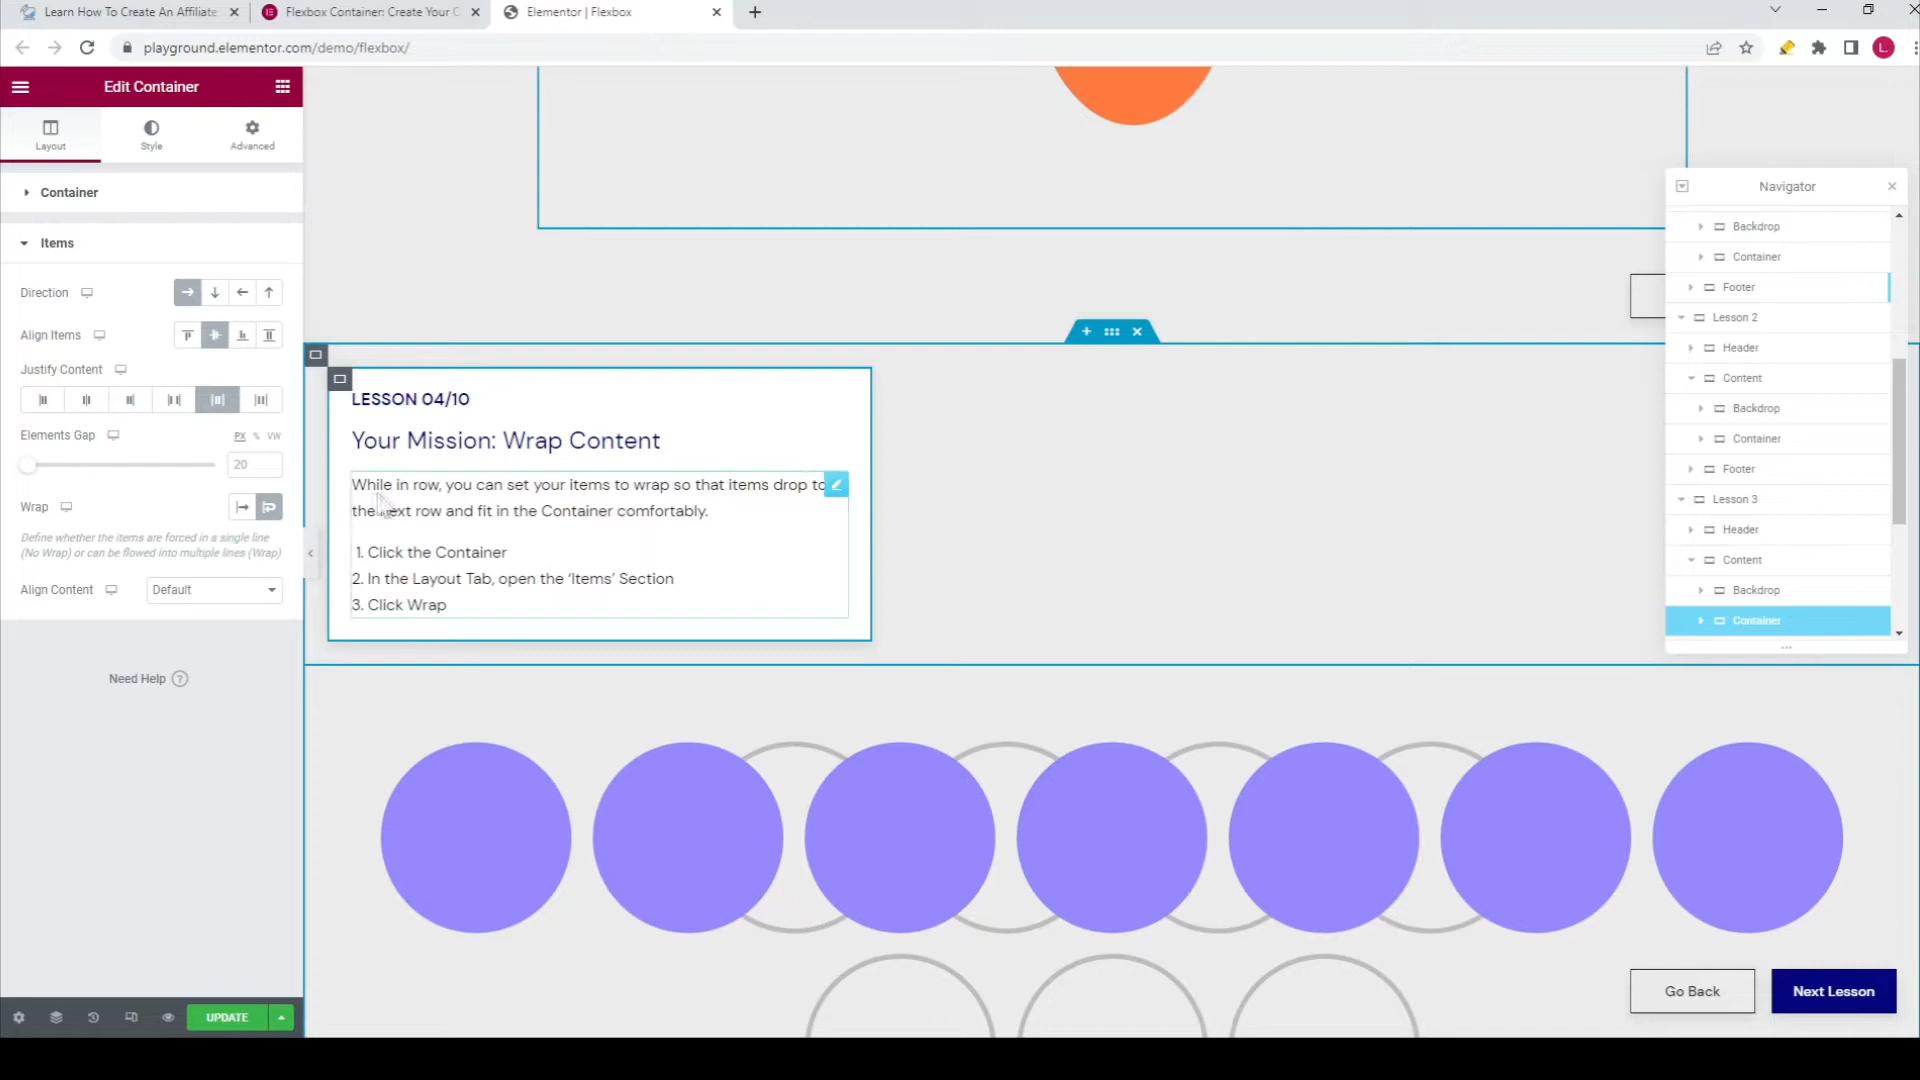 Learn How To Create An Affiliate
Flexbox Container: Create Your C
Elementor | Flexbox
playground.elementor.com/demo/flexbox/
L
Edit Container
Layout
Style
Advanced
Container
Items
Direction
Align Items
Justify Content
Elements Gap
PX % VW
20
Wrap
Define whether the items are forced in a single line
(No Wrap) or can be flowed into multiple lines (Wrap)
Align Content
Default
Need Help ?
UPDATE
LESSON 04/10
Your Mission: Wrap Content
While in row, you can set your items to wrap so that items drop to
the next row and fit in the Container comfortably.
1. Click the Container
2. In the Layout Tab, open the ‘Items’ Section
3. Click Wrap
Navigator
Backdrop
Container
Footer
Lesson 2
Header
Content
Backdrop
Container
Footer
Lesson 3
Header
Content
Backdrop
Container
Go Back
Next Lesson